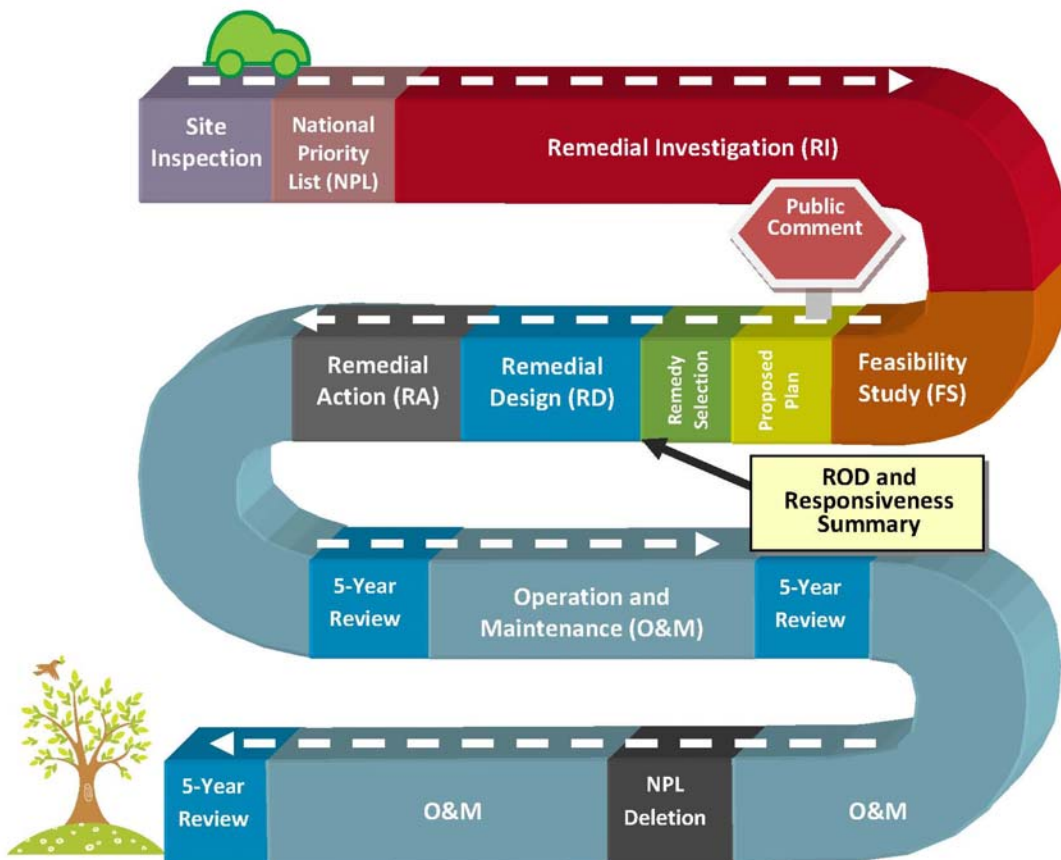 Site
Inspection
National
Priority
List (NPL)
Remedial Investigation (RI)
Public
Comment
Feasibility
Study (FS)
Proposed
Plan
Remedy
Selection
Remedial
Design (RD)
Remedial
Action (RA)
ROD and
Responsiveness
Summary
5-Year
Review
Operation and
Maintenance (O&M)
5-Year
Review
O&M
NPL
Deletion
O&M
5-Year
Review